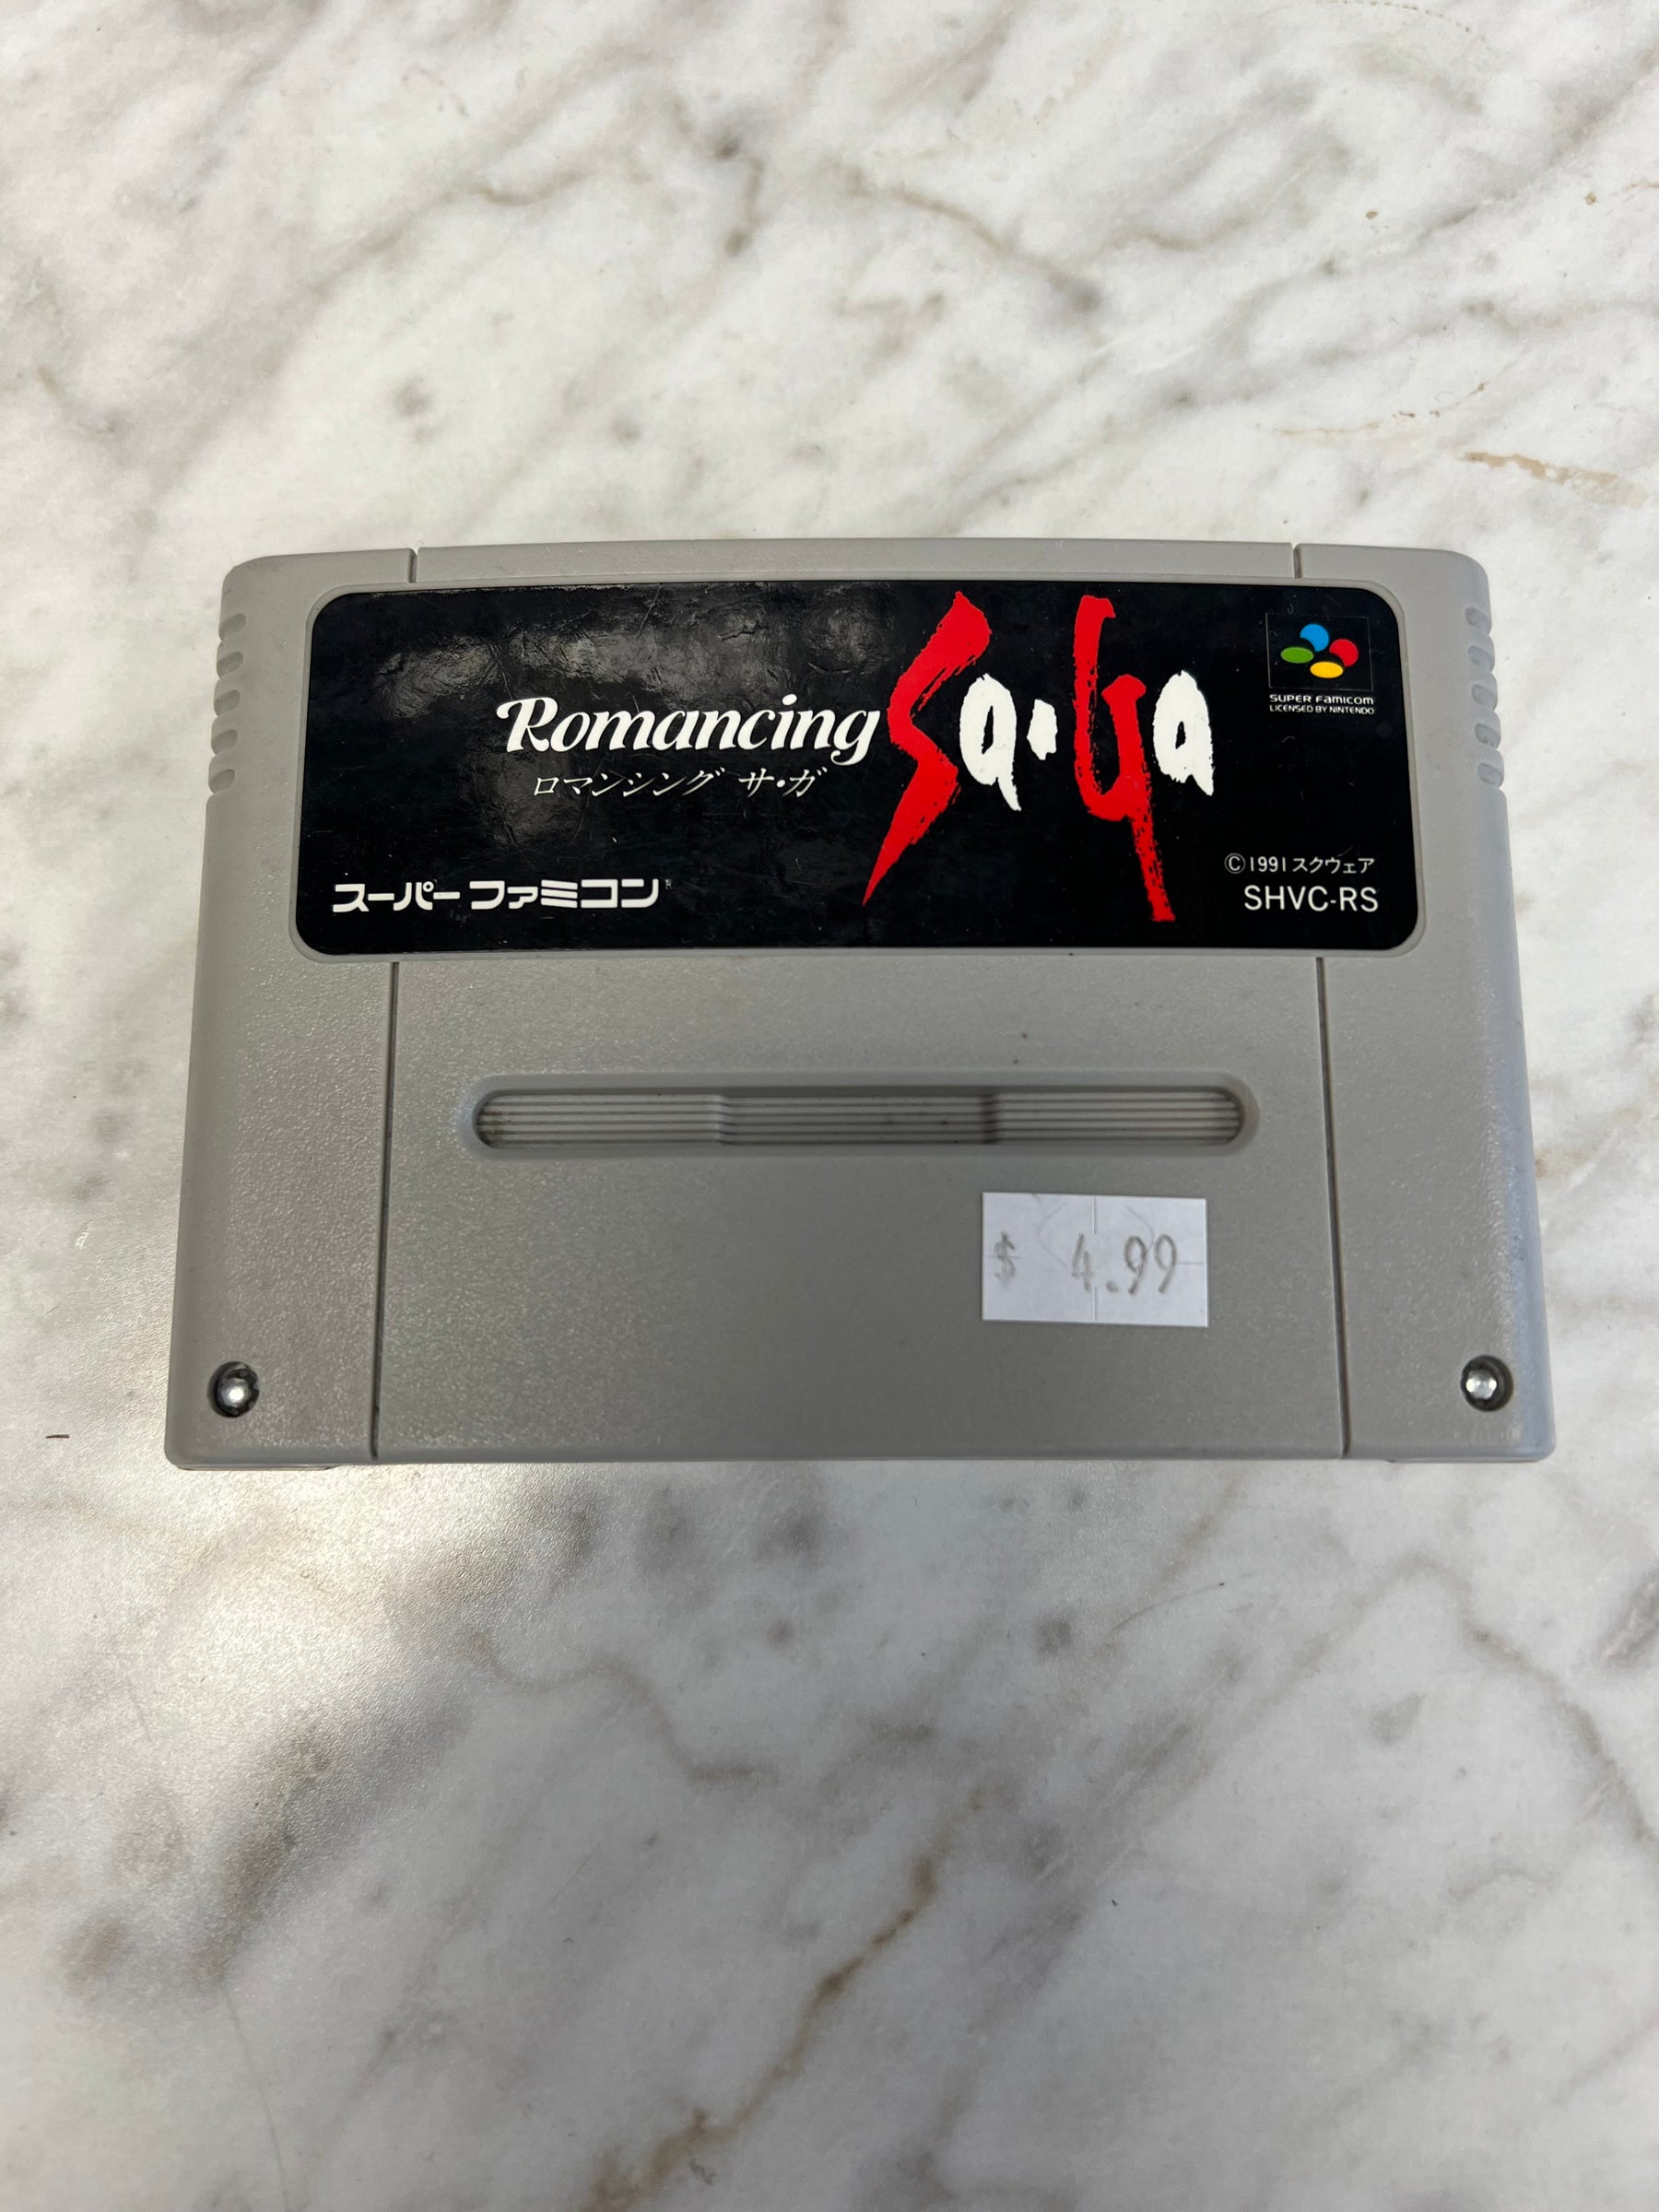 Romancing Sa・Ga
ロマンシング サ・ガ
SUPER FAMICOM
LICENSED BY NINTENDO
©1991 スクウェア
スーパーファミコン
SHVC-RS
$ 4.99